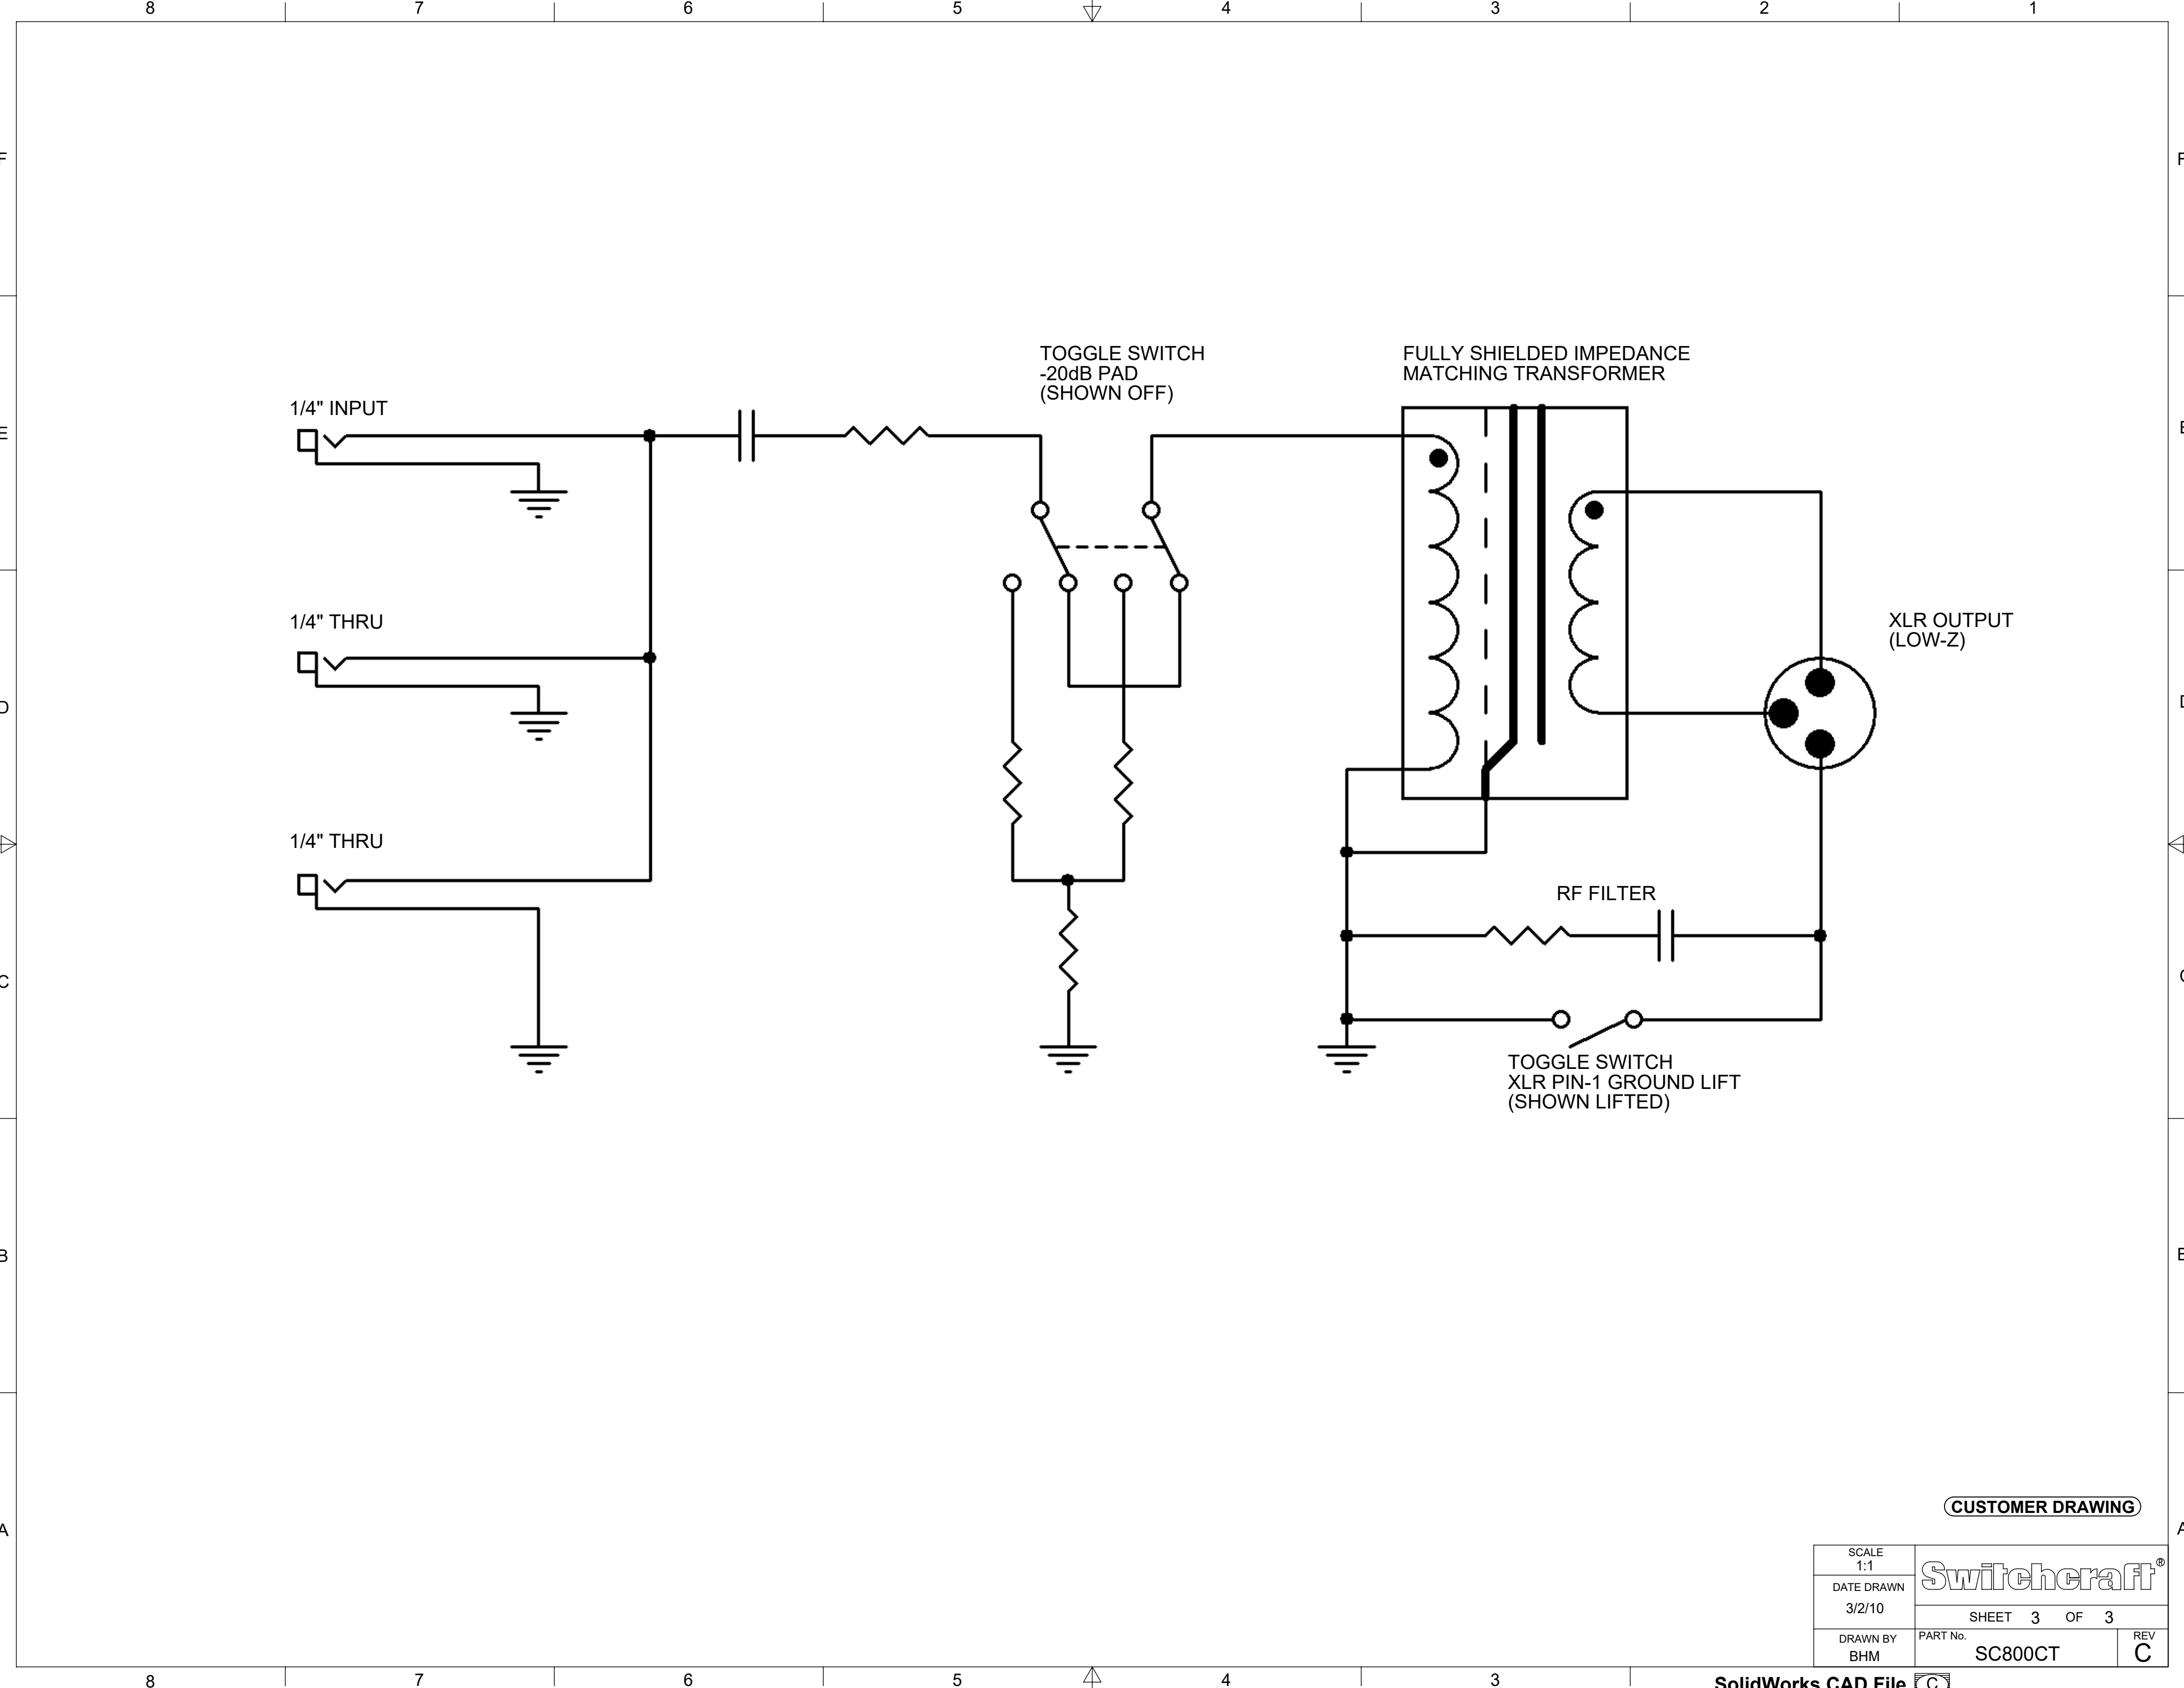 8 7 6 5 4 3 2 1
F F
TOGGLE SWITCH
-20dB PAD
(SHOWN OFF)
FULLY SHIELDED IMPEDANCE
MATCHING TRANSFORMER
1/4" INPUT
E E
1/4" THRU
XLR OUTPUT
(LOW-Z)
D D
1/4" THRU
RF FILTER
C C
TOGGLE SWITCH
XLR PIN-1 GROUND LIFT
(SHOWN LIFTED)
B B
CUSTOMER DRAWING
A A
SCALE
1:1
Switchcraft®
DATE DRAWN
3/2/10
SHEET 3 OF 3
DRAWN BY
BHM
PART No.
SC800CT
REV
C
8 7 6 5 4 3
SolidWorks CAD File C